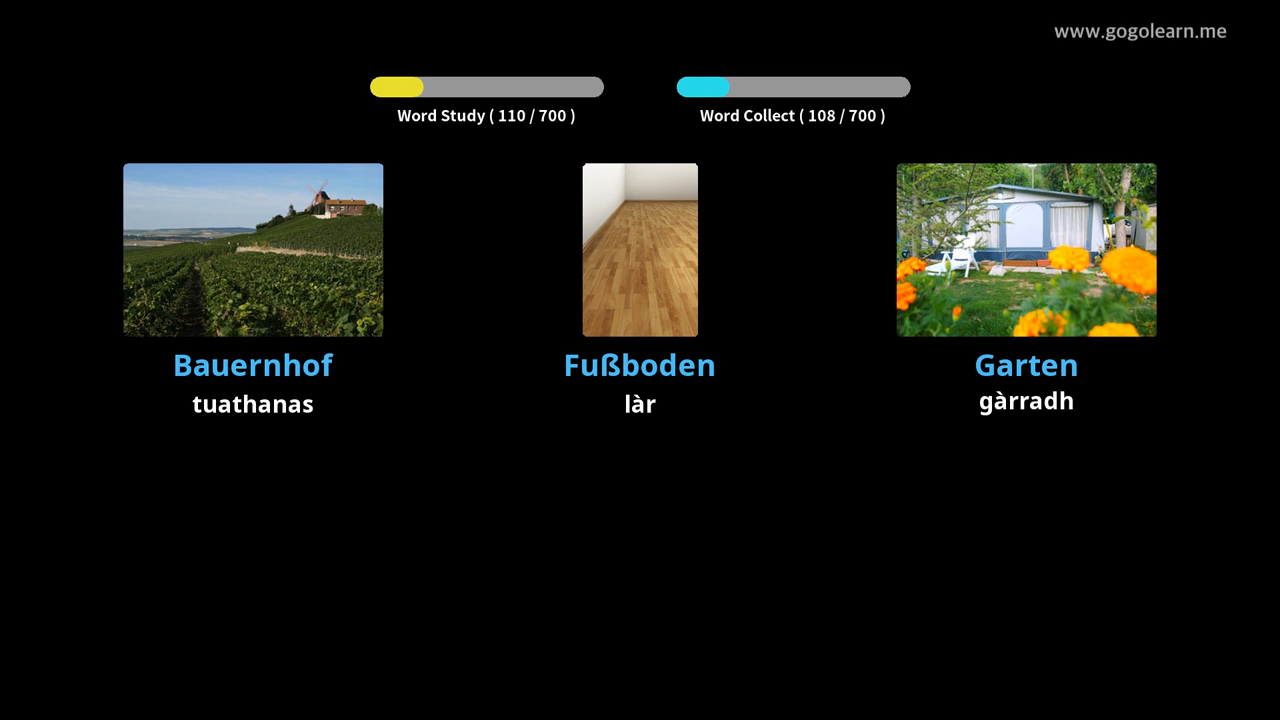 www.gogolearn.me
Word Study ( 110 / 700 )
Word Collect ( 108 / 700 )
Bauernhof
tuathanas
Fußboden
làr
Garten
gàrradh